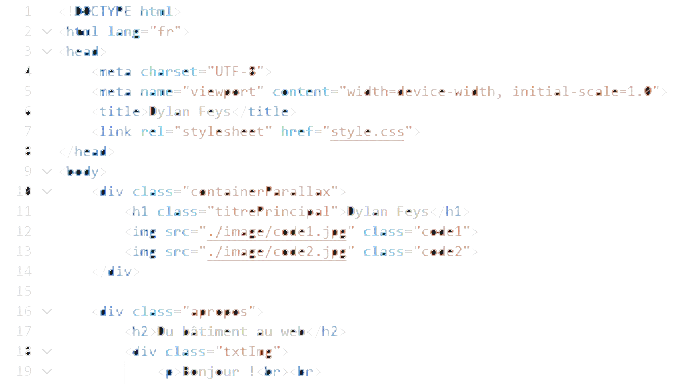 1 <!DOCTYPE html>
2 <html lang="fr">
3 <head>
4 <meta charset="UTF-8">
5 <meta name="viewport" content="width=device-width, initial-scale=1.0">
6 <title>Dylan Feys</title>
7 <link rel="stylesheet" href="style.css">
8 </head>
9 <body>
10 <div class="containerParallax">
11 <h1 class="titrePrincipal">Dylan Feys</h1>
12 <img src="./image/code1.jpg" class="code1">
13 <img src="./image/code2.jpg" class="code2">
14 </div>
15
16 <div class="apropos">
17 <h2>Du bâtiment au web</h2>
18 <div class="txtImg">
19 <p>Bonjour !<br><br>